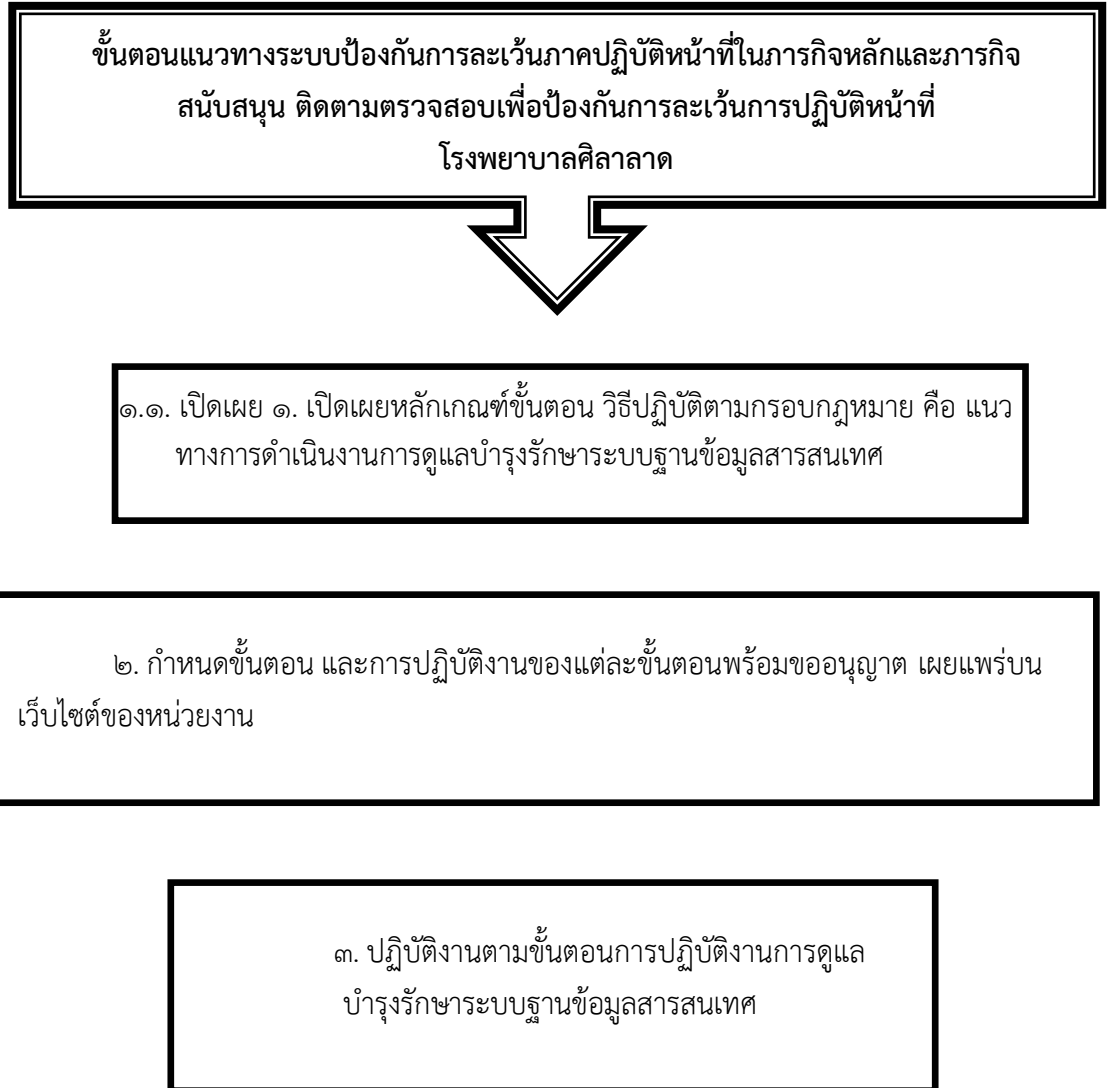 ขั้นตอนแนวทางระบบป้องกันการละเว้นภาคปฏิบัติหน้าที่ในภารกิจหลักและภารกิจ
สนับสนุน ติดตามตรวจสอบเพื่อป้องกันการละเว้นการปฏิบัติหน้าที่
โรงพยาบาลศิลาลาด
๑.๑. เปิดเผย ๑. เปิดเผยหลักเกณฑ์ขั้นตอน วิธีปฏิบัติตามกรอบกฎหมาย คือ แนว
ทางการดำเนินงานการดูแลบำรุงรักษาระบบฐานข้อมูลสารสนเทศ
๒. กำหนดขั้นตอน และการปฏิบัติงานของแต่ละขั้นตอนพร้อมขออนุญาต เผยแพร่บน
เว็บไซต์ของหน่วยงาน
๓. ปฏิบัติงานตามขั้นตอนการปฏิบัติงานการดูแล
บำรุงรักษาระบบฐานข้อมูลสารสนเทศ